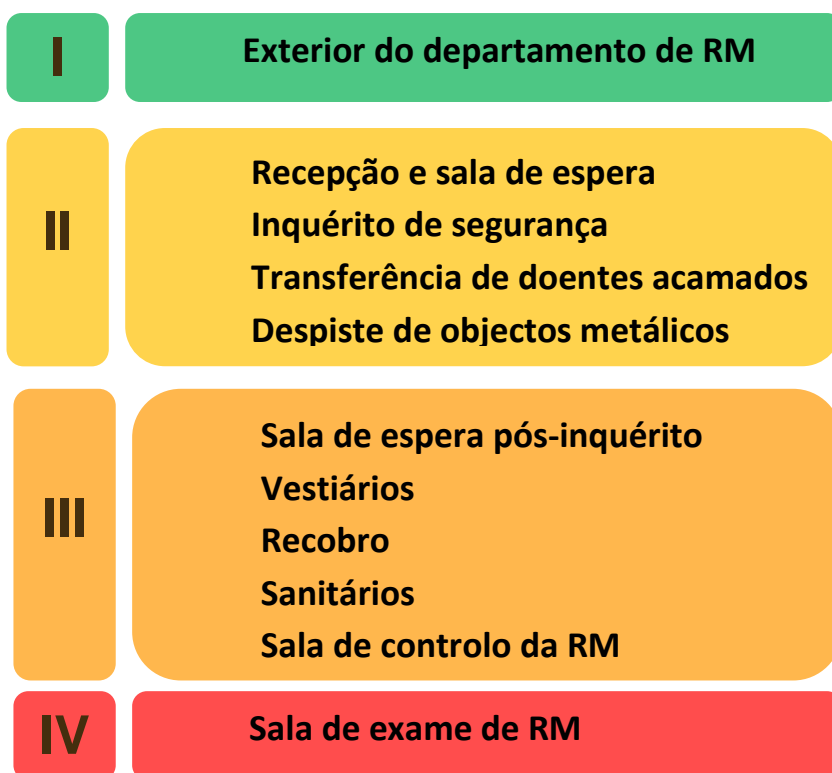 I
Exterior do departamento de RM
II
Recepção e sala de espera
Inquérito de segurança
Transferência de doentes acamados
Despiste de objectos metálicos
III
Sala de espera pós-inquérito
Vestiários
Recobro
Sanitários
Sala de controlo da RM
IV
Sala de exame de RM